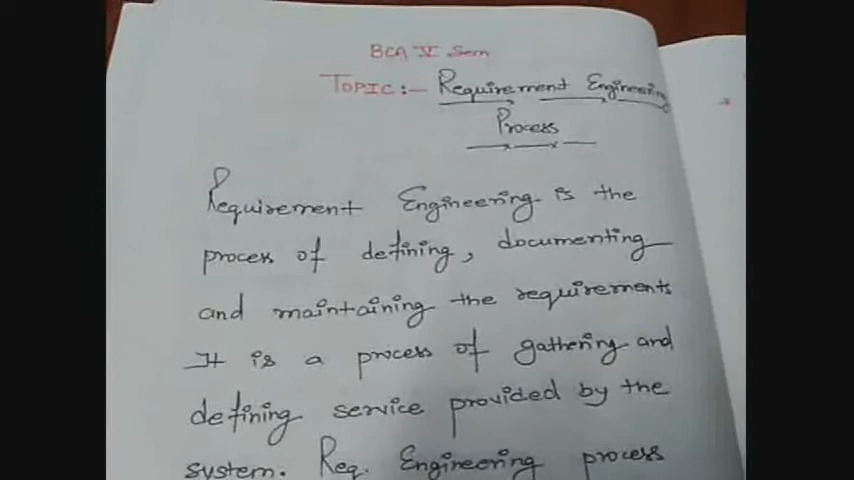 BCA V Sem
TOPIC:- Requirement Engineering
Process
Requirement Engineering is the
process of defining, documenting
and maintaining the requirements
It is a process of gathering and
defining service provided by the
system. Req. Engineering process